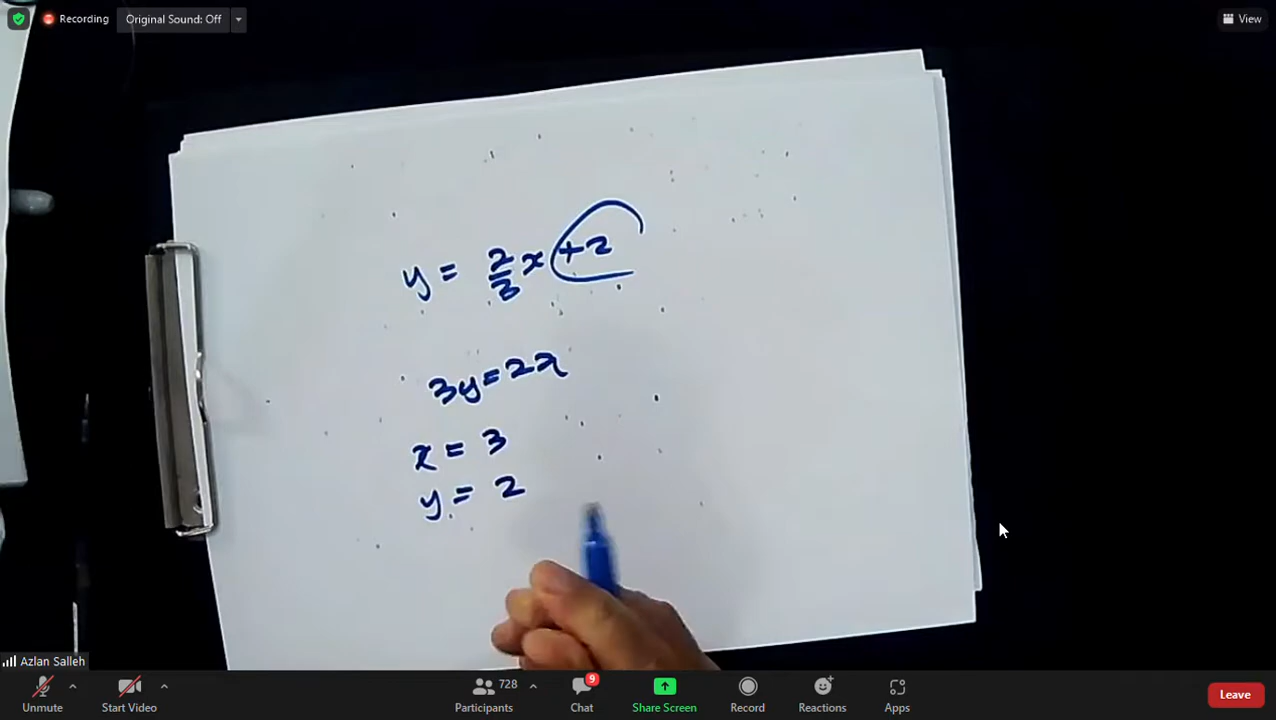 Recording
Original Sound: Off
View
y = 2/3 x +2
3y=2x
x = 3
y = 2
Azlan Salleh
Unmute
Start Video
728
Participants
9
Chat
Share Screen
Record
Reactions
Apps
Leave